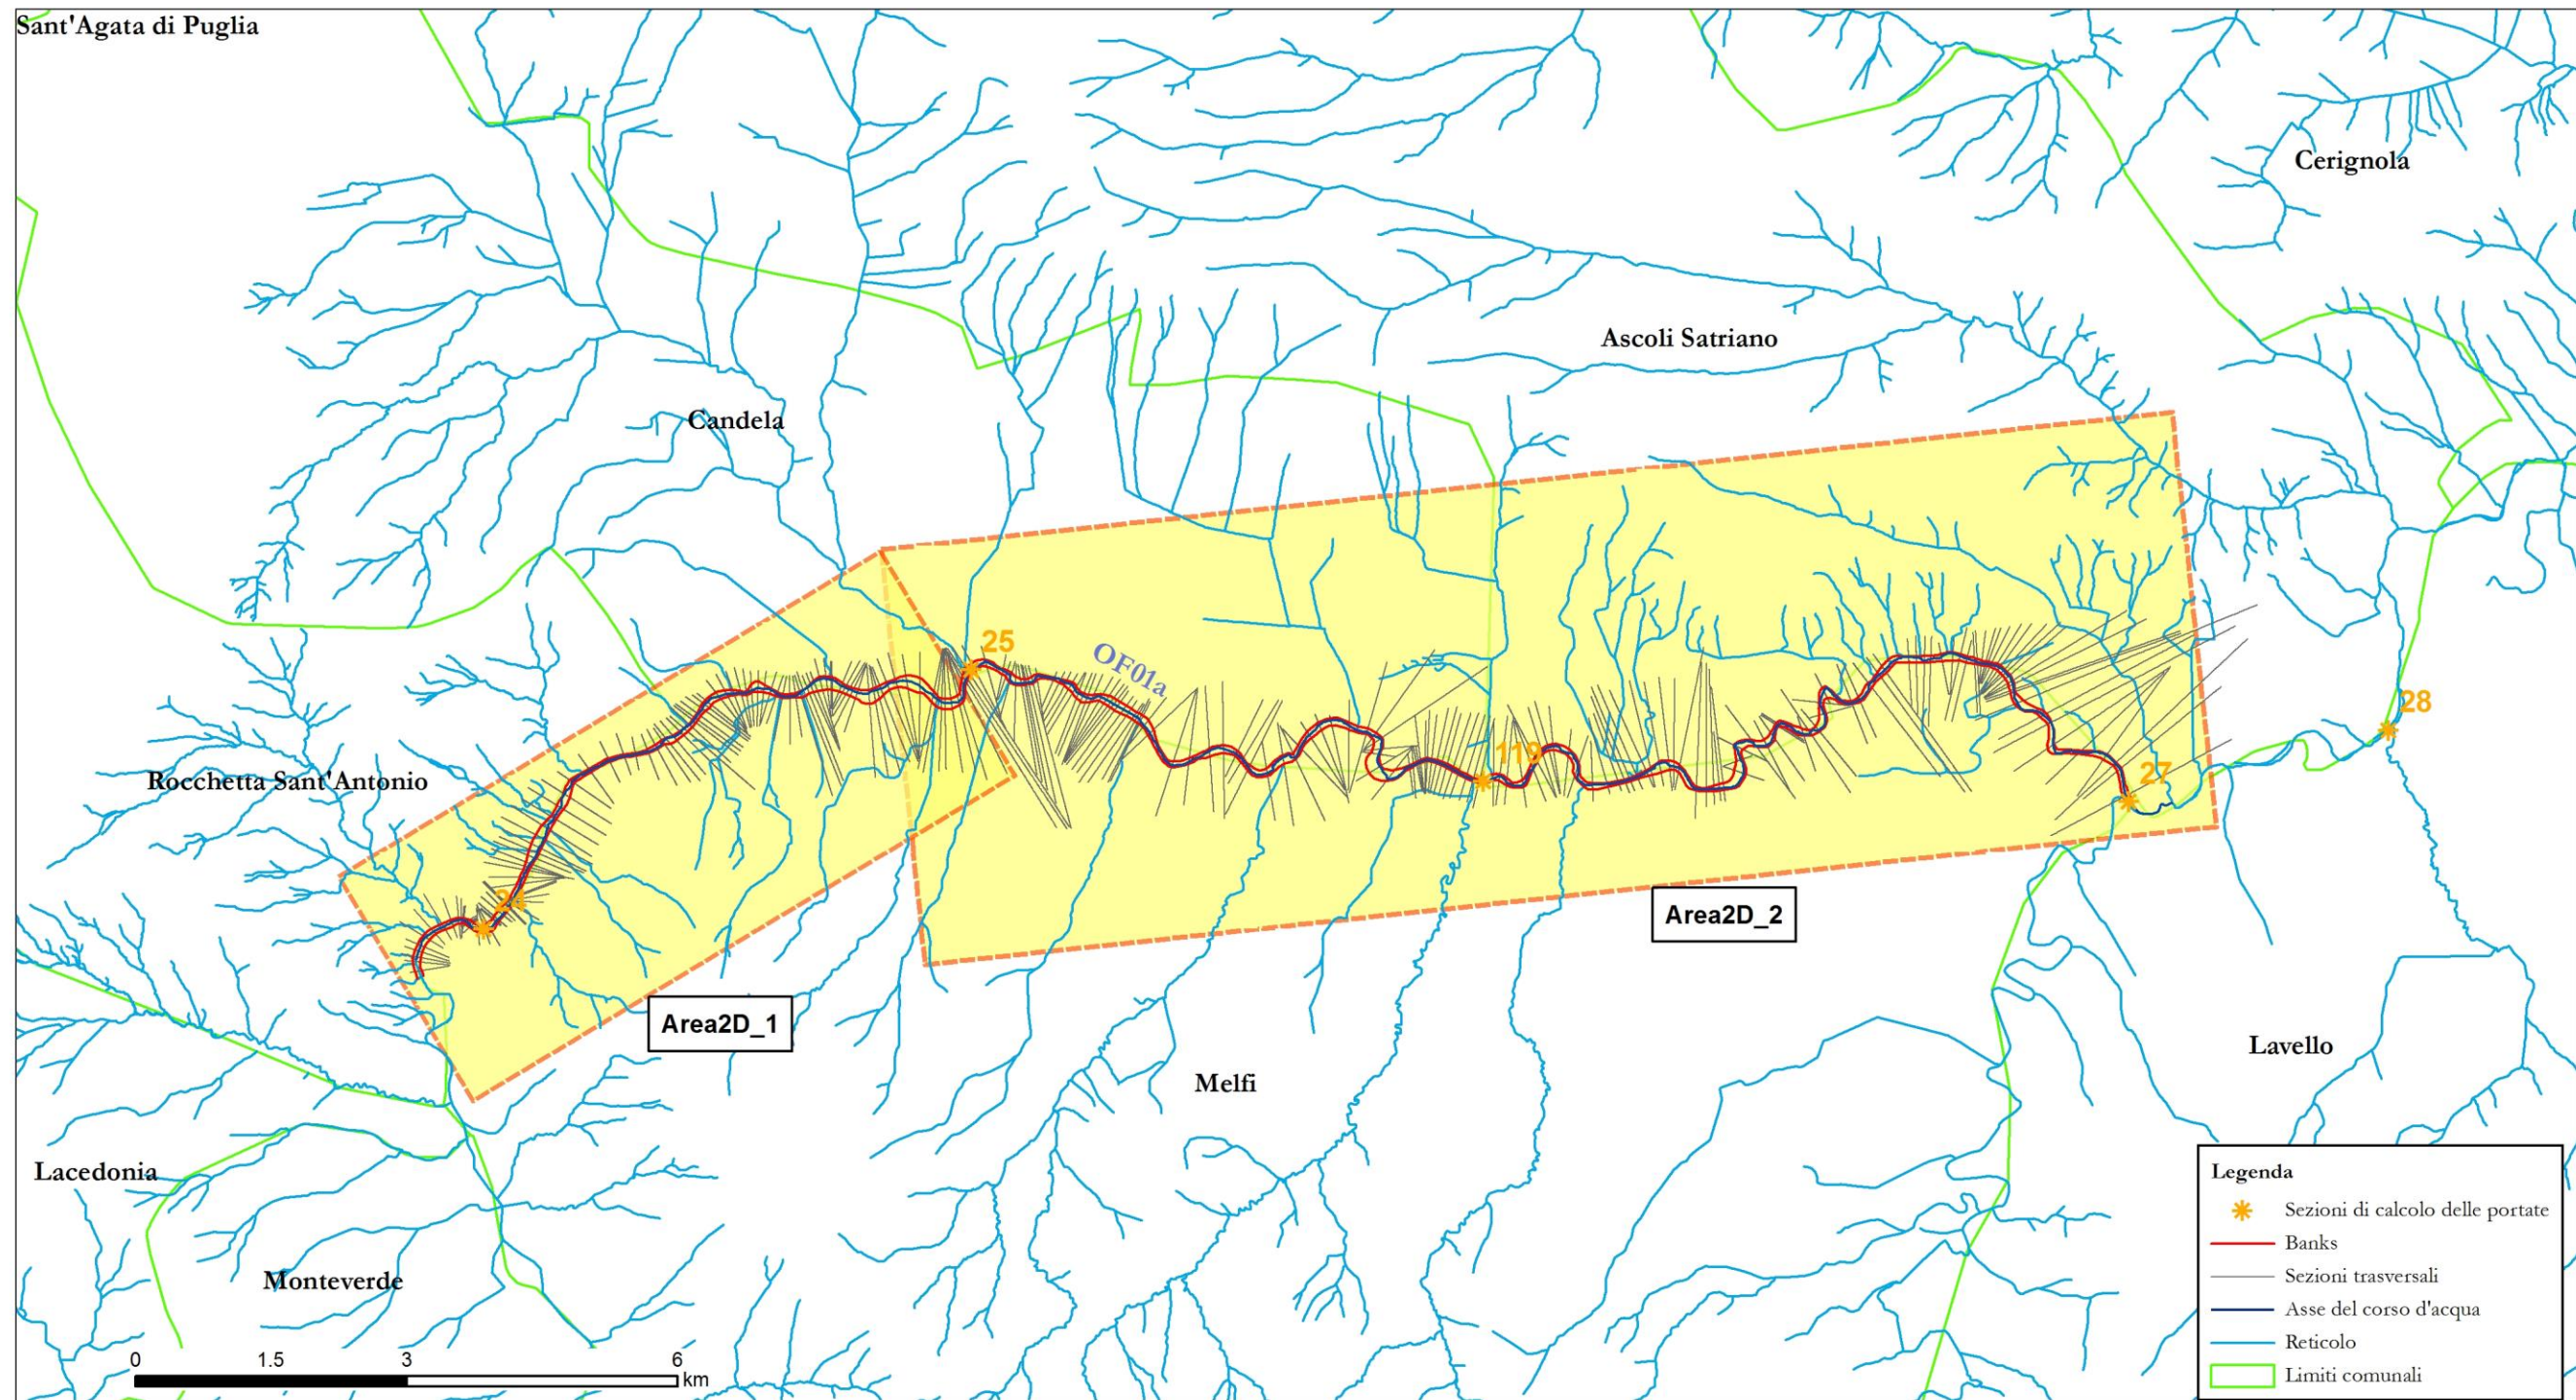 Sant'Agata di Puglia
Cerignola
Ascoli Satriano
Candela
25
OF01a
28
119
27
Rocchetta Sant'Antonio
24
Area2D_2
Area2D_1
Lavello
Melfi
Lacedonia
Monteverde
Legenda
Sezioni di calcolo delle portate
Banks
Sezioni trasversali
Asse del corso d'acqua
Reticolo
Limiti comunali
0 1.5 3 6
km